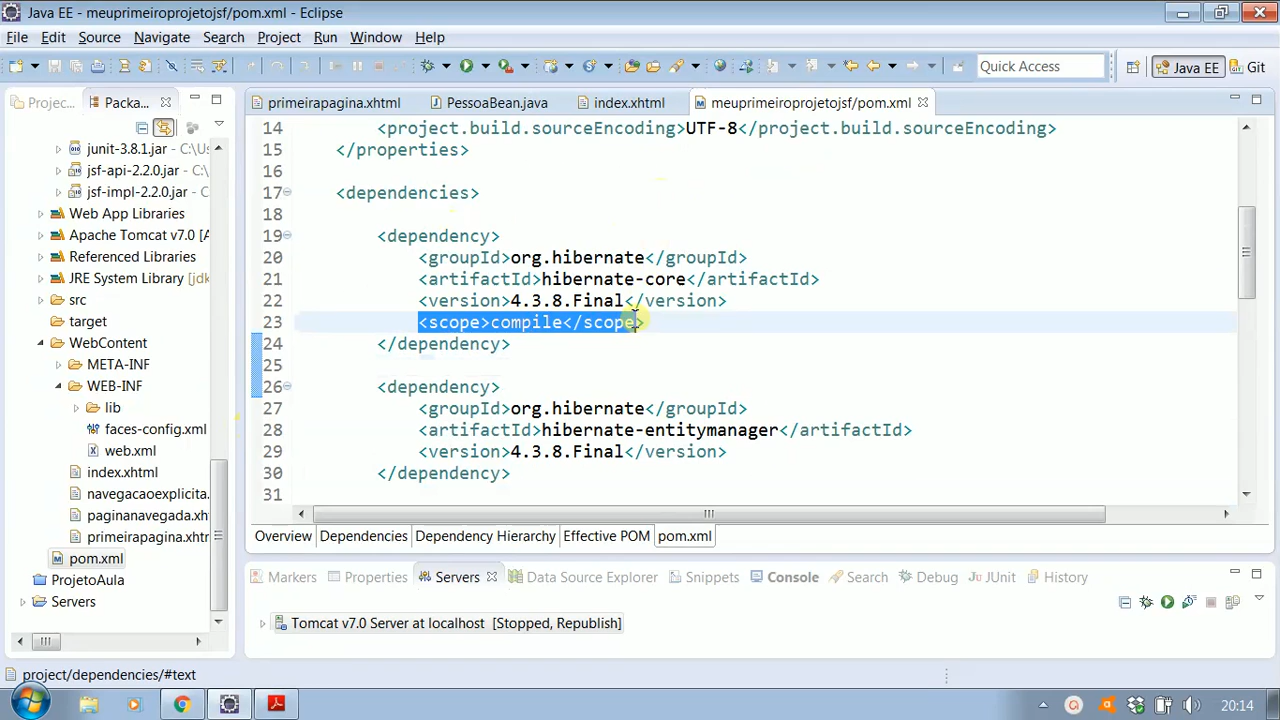 Java EE - meuprimeiroprojetojsf/pom.xml - Eclipse
File Edit Source Navigate Search Project Run Window Help
Quick Access
Java EE
Git
Projec...
Packa...
primeirapagina.xhtml
PessoaBean.java
index.xhtml
meuprimeiroprojetojsf/pom.xml
junit-3.8.1.jar - C:\Us
jsf-api-2.2.0.jar - C:\U
jsf-impl-2.2.0.jar - C:\
Web App Libraries
Apache Tomcat v7.0 [A
Referenced Libraries
JRE System Library [jdk
src
target
WebContent
META-INF
WEB-INF
lib
faces-config.xml
web.xml
index.xhtml
navegacaoexplicita.
paginanavegada.xht
primeirapagina.xhtr
pom.xml
ProjetoAula
Servers
14 <project.build.sourceEncoding>UTF-8</project.build.sourceEncoding>
15 </properties>
16
17 <dependencies>
18
19 <dependency>
20 <groupId>org.hibernate</groupId>
21 <artifactId>hibernate-core</artifactId>
22 <version>4.3.8.Final</version>
23 <scope>compile</scope>
24 </dependency>
25
26 <dependency>
27 <groupId>org.hibernate</groupId>
28 <artifactId>hibernate-entitymanager</artifactId>
29 <version>4.3.8.Final</version>
30 </dependency>
31
Overview Dependencies Dependency Hierarchy Effective POM pom.xml
Markers Properties Servers Data Source Explorer Snippets Console Search Debug JUnit History
Tomcat v7.0 Server at localhost [Stopped, Republish]
project/dependencies/#text
20:14